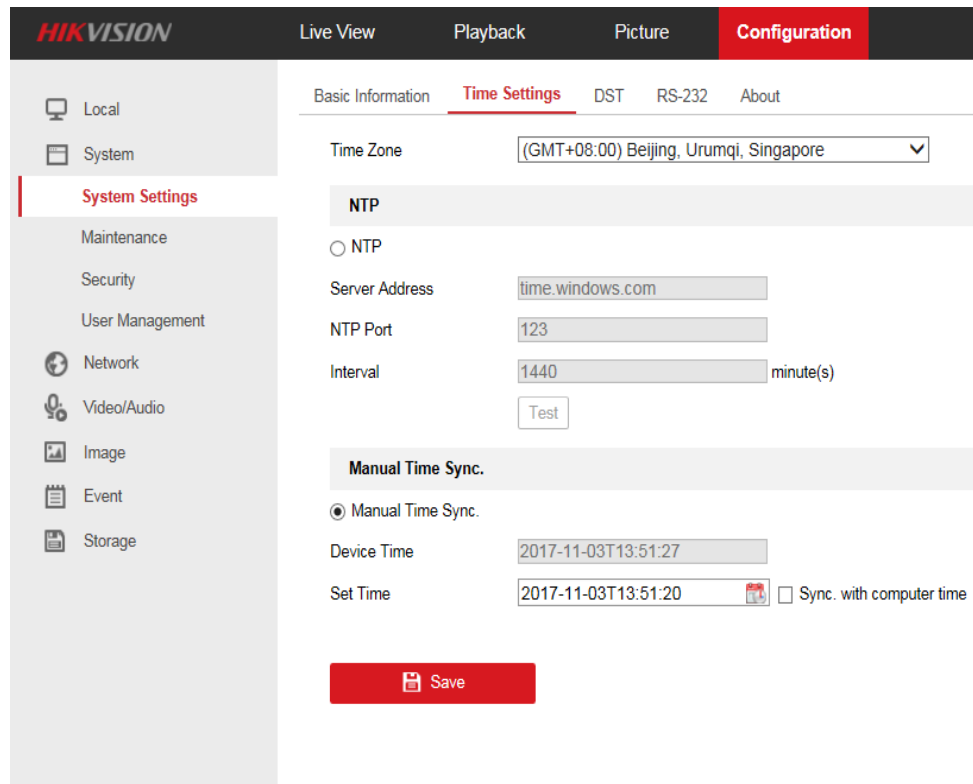 HIKVISION Live View Playback Picture Configuration
Local
System
System Settings
Maintenance
Security
User Management
Network
Video/Audio
Image
Event
Storage
Basic Information Time Settings DST RS-232 About
Time Zone (GMT+08:00) Beijing, Urumqi, Singapore
NTP
NTP
Server Address time.windows.com
NTP Port 123
Interval 1440 minute(s)
Test
Manual Time Sync.
Manual Time Sync.
Device Time 2017-11-03T13:51:27
Set Time 2017-11-03T13:51:20 Sync. with computer time
Save